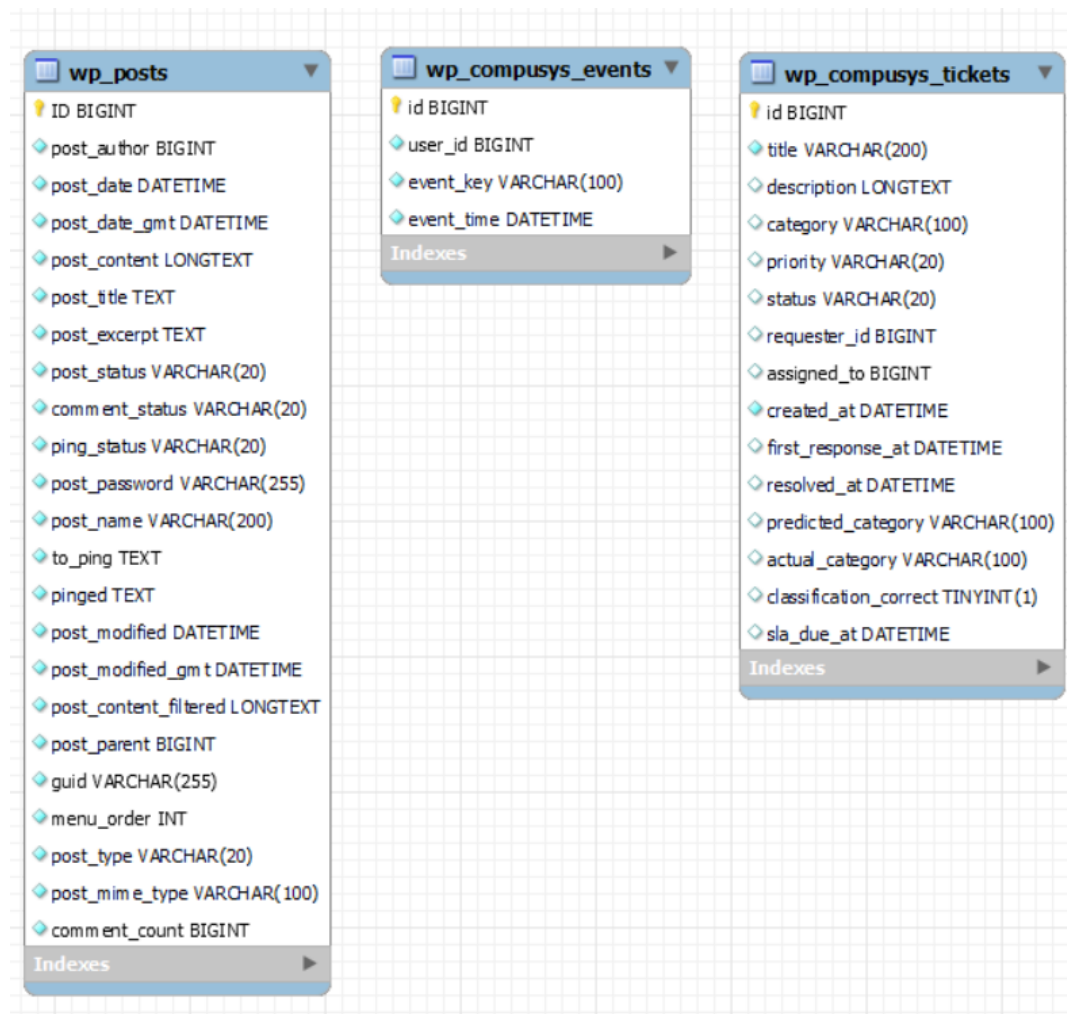 wp_posts
ID BIGINT
post_author BIGINT
post_date DATETIME
post_date_gmt DATETIME
post_content LONGTEXT
post_title TEXT
post_excerpt TEXT
post_status VARCHAR(20)
comment_status VARCHAR(20)
ping_status VARCHAR(20)
post_password VARCHAR(255)
post_name VARCHAR(200)
to_ping TEXT
pinged TEXT
post_modified DATETIME
post_modified_gmt DATETIME
post_content_filtered LONGTEXT
post_parent BIGINT
guid VARCHAR(255)
menu_order INT
post_type VARCHAR(20)
post_mime_type VARCHAR(100)
comment_count BIGINT
Indexes
wp_compusys_events
id BIGINT
user_id BIGINT
event_key VARCHAR(100)
event_time DATETIME
Indexes
wp_compusys_tickets
id BIGINT
title VARCHAR(200)
description LONGTEXT
category VARCHAR(100)
priority VARCHAR(20)
status VARCHAR(20)
requester_id BIGINT
assigned_to BIGINT
created_at DATETIME
first_response_at DATETIME
resolved_at DATETIME
predicted_category VARCHAR(100)
actual_category VARCHAR(100)
classification_correct TINYINT(1)
sla_due_at DATETIME
Indexes